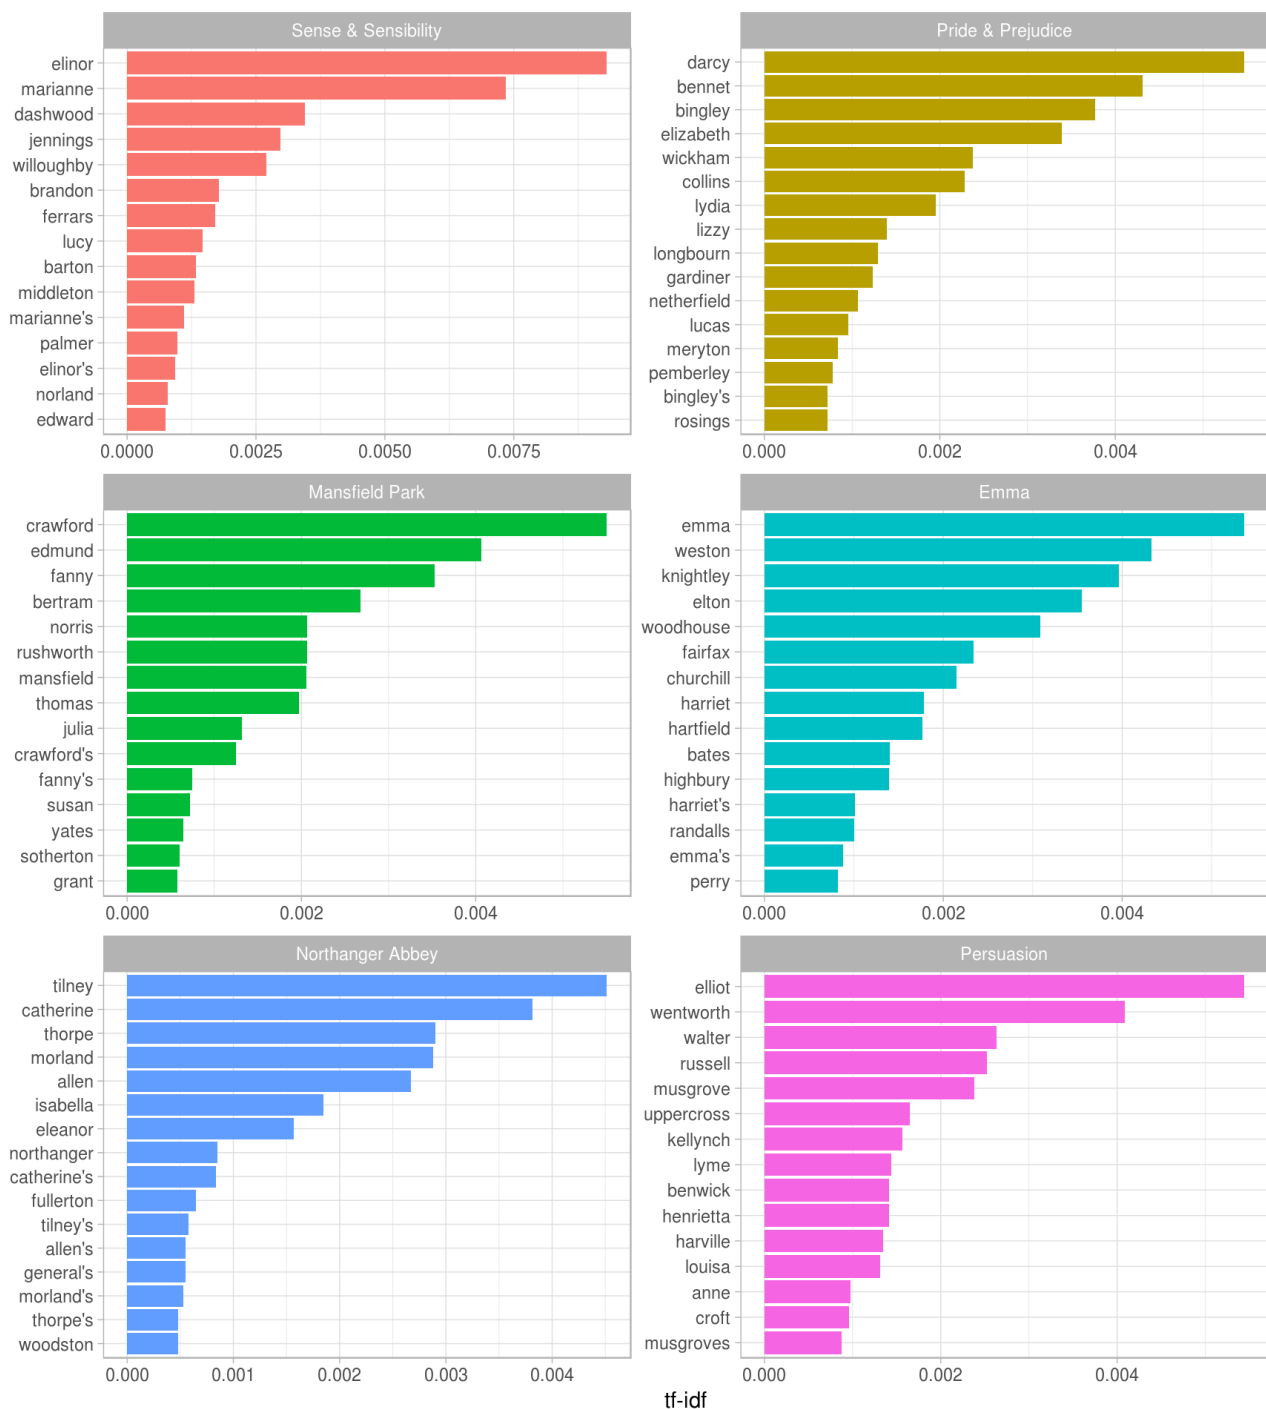 Sense & Sensibility
elinor
marianne
dashwood
jennings
willoughby
brandon
ferrars
lucy
barton
middleton
marianne's
palmer
elinor's
norland
edward
0.0000 0.0025 0.0050 0.0075
Pride & Prejudice
darcy
bennet
bingley
elizabeth
wickham
collins
lydia
lizzy
longbourn
gardiner
netherfield
lucas
meryton
pemberley
bingley's
rosings
0.000 0.002 0.004
Mansfield Park
crawford
edmund
fanny
bertram
norris
rushworth
mansfield
thomas
julia
crawford's
fanny's
susan
yates
sotherton
grant
0.000 0.002 0.004
Emma
emma
weston
knightley
elton
woodhouse
fairfax
churchill
harriet
hartfield
bates
highbury
harriet's
randalls
emma's
perry
0.000 0.002 0.004
Northanger Abbey
tilney
catherine
thorpe
morland
allen
isabella
eleanor
northanger
catherine's
fullerton
tilney's
allen's
general's
morland's
thorpe's
woodston
0.000 0.001 0.002 0.003 0.004
Persuasion
elliot
wentworth
walter
russell
musgrove
uppercross
kellynch
lyme
benwick
henrietta
harville
louisa
anne
croft
musgroves
0.000 0.002 0.004
tf-idf